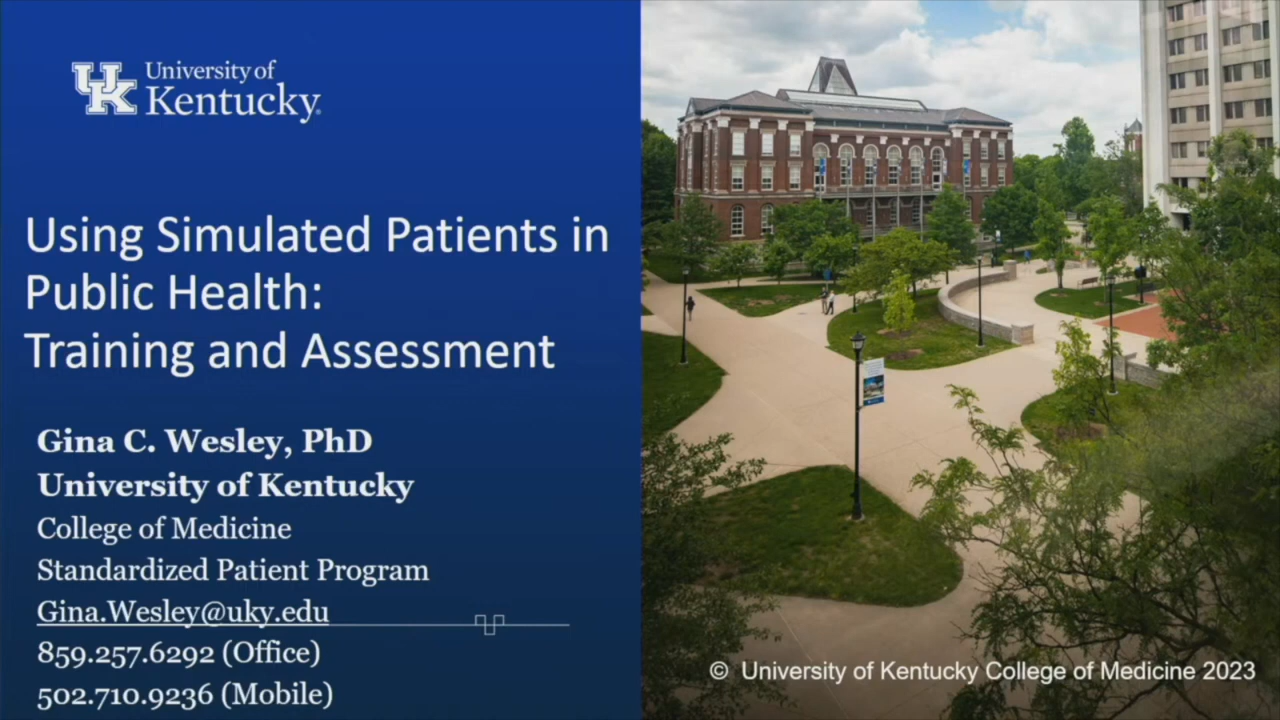 UK
University of
Kentucky
Using Simulated Patients in
Public Health:
Training and Assessment
Gina C. Wesley, PhD
University of Kentucky
College of Medicine
Standardized Patient Program
Gina.Wesley@uky.edu
859.257.6292 (Office)
502.710.9236 (Mobile)
© University of Kentucky College of Medicine 2023